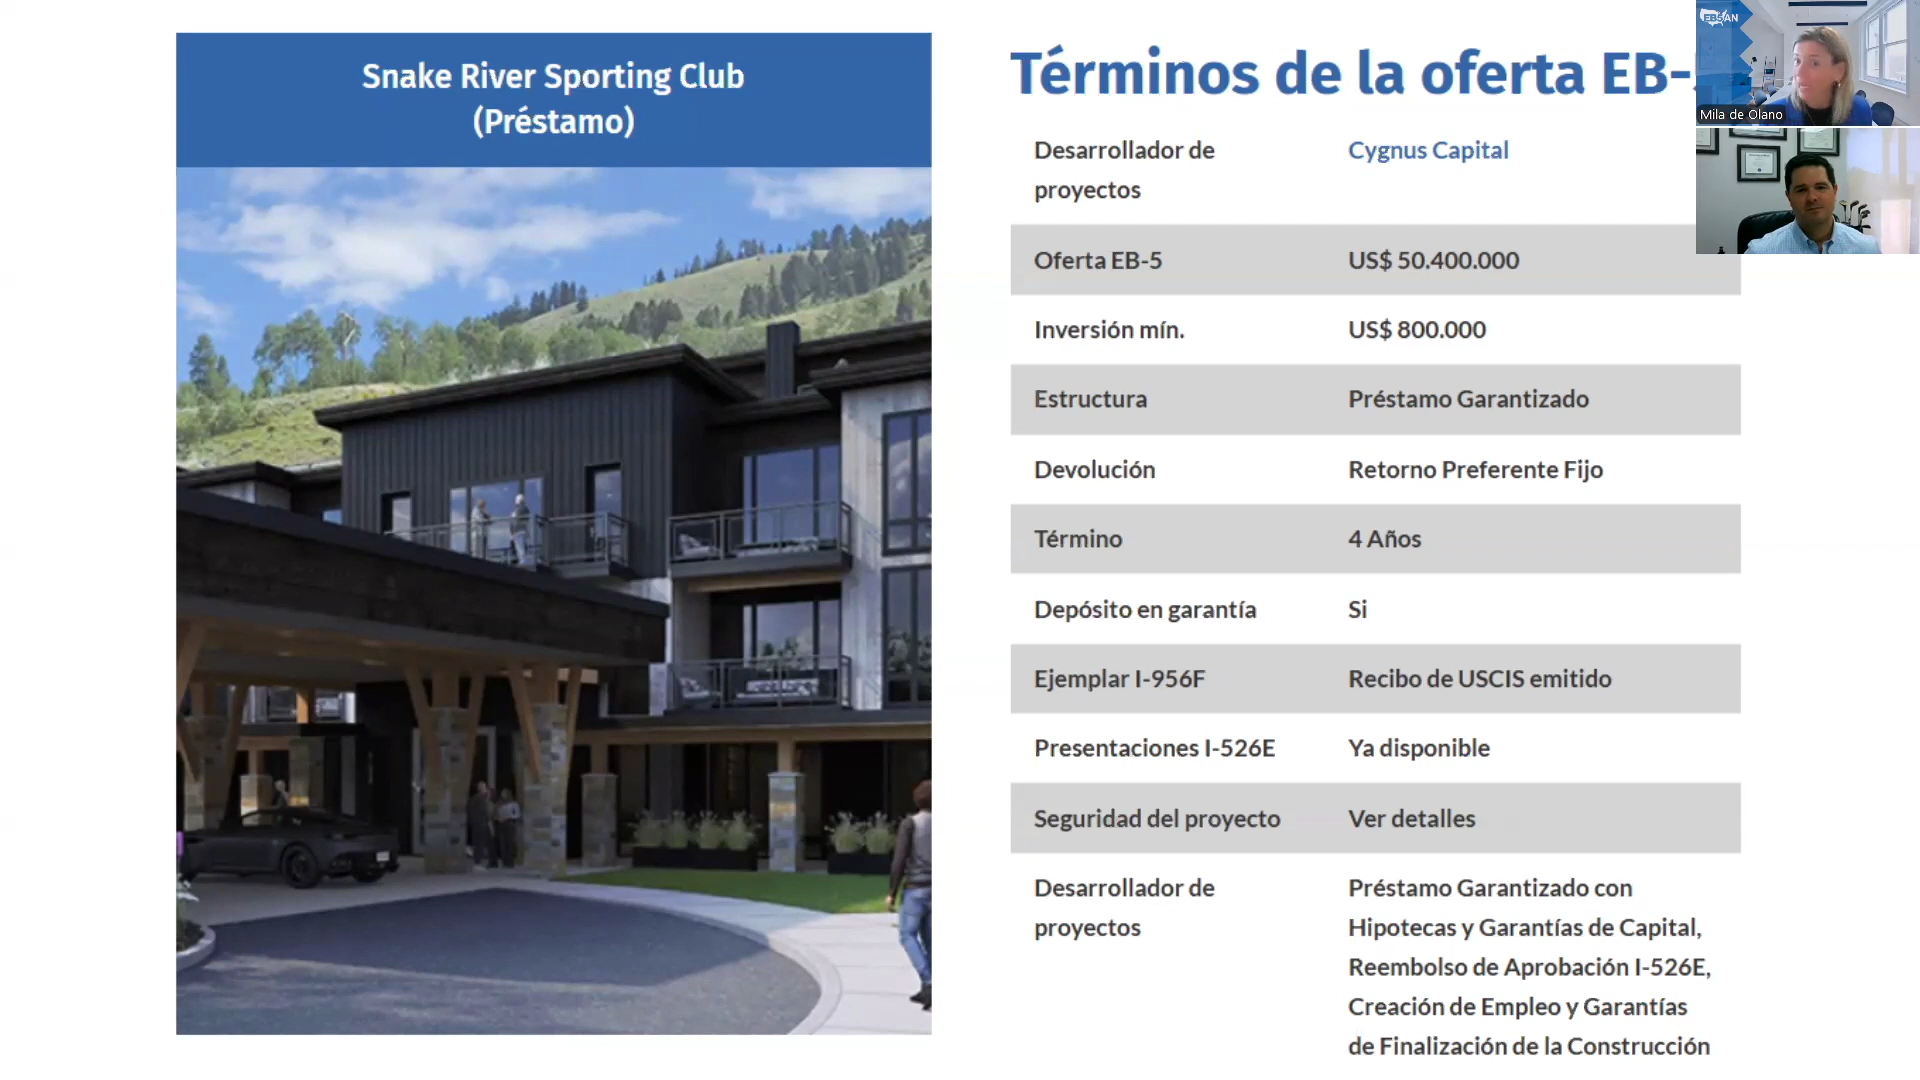 Snake River Sporting Club
(Préstamo)
Términos de la oferta EB-
Desarrollador de
proyectos
Cygnus Capital
Oferta EB-5
US$ 50.400.000
Inversión mín.
US$ 800.000
Estructura
Préstamo Garantizado
Devolución
Retorno Preferente Fijo
Término
4 Años
Depósito en garantía
Si
Ejemplar I-956F
Recibo de USCIS emitido
Presentaciones I-526E
Ya disponible
Seguridad del proyecto
Ver detalles
Desarrollador de
proyectos
Préstamo Garantizado con
Hipotecas y Garantías de Capital,
Reembolso de Aprobación I-526E,
Creación de Empleo y Garantías
de Finalización de la Construcción
EB5AN
Mila de Olano